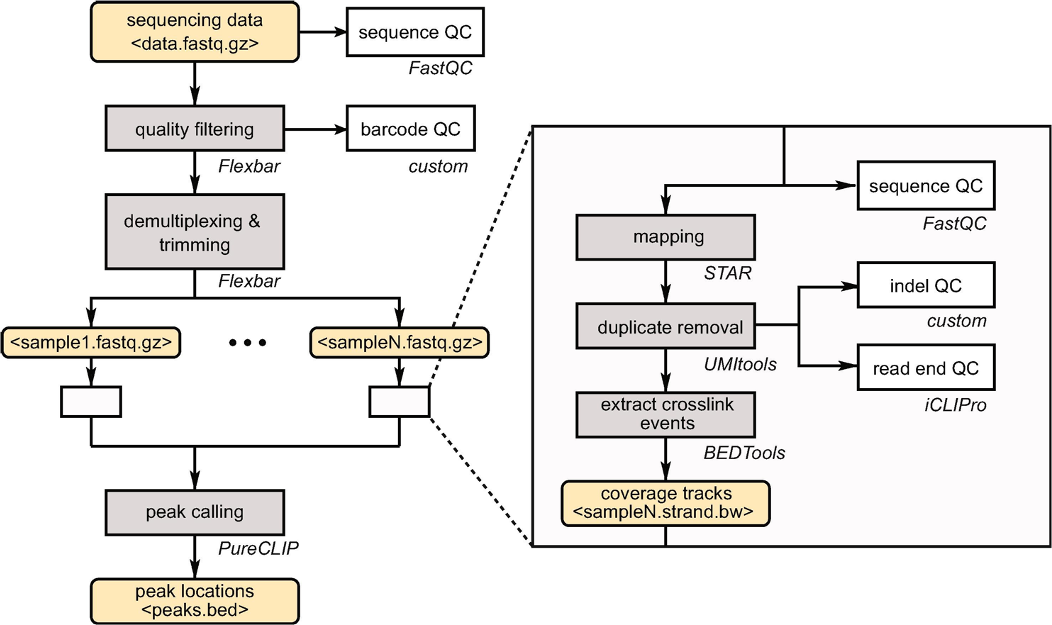 sequencing data
<data.fastq.gz>
sequence QC
FastQC
quality filtering
Flexbar
barcode QC
custom
demultiplexing &
trimming
Flexbar
<sample1.fastq.gz>
•••
<sampleN.fastq.gz>
peak calling
PureCLIP
peak locations
<peaks.bed>
sequence QC
FastQC
mapping
STAR
duplicate removal
UMItools
indel QC
custom
read end QC
iCLIPro
extract crosslink
events
BEDTools
coverage tracks
<sampleN.strand.bw>